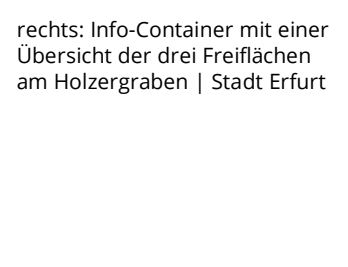 rechts: Info-Container mit einer
Übersicht der drei Freiflächen
am Holzergraben | Stadt Erfurt